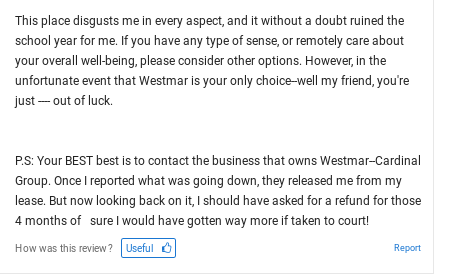 This place disgusts me in every aspect, and it without a doubt ruined the
school year for me. If you have any type of sense, or remotely care about
your overall well-being, please consider other options. However, in the
unfortunate event that Westmar is your only choice--well my friend, you're
just --- out of luck.
P.S: Your BEST best is to contact the business that owns Westmar--Cardinal
Group. Once I reported what was going down, they released me from my
lease. But now looking back on it, I should have asked for a refund for those
4 months of   sure I would have gotten way more if taken to court!
How was this review? Useful Report